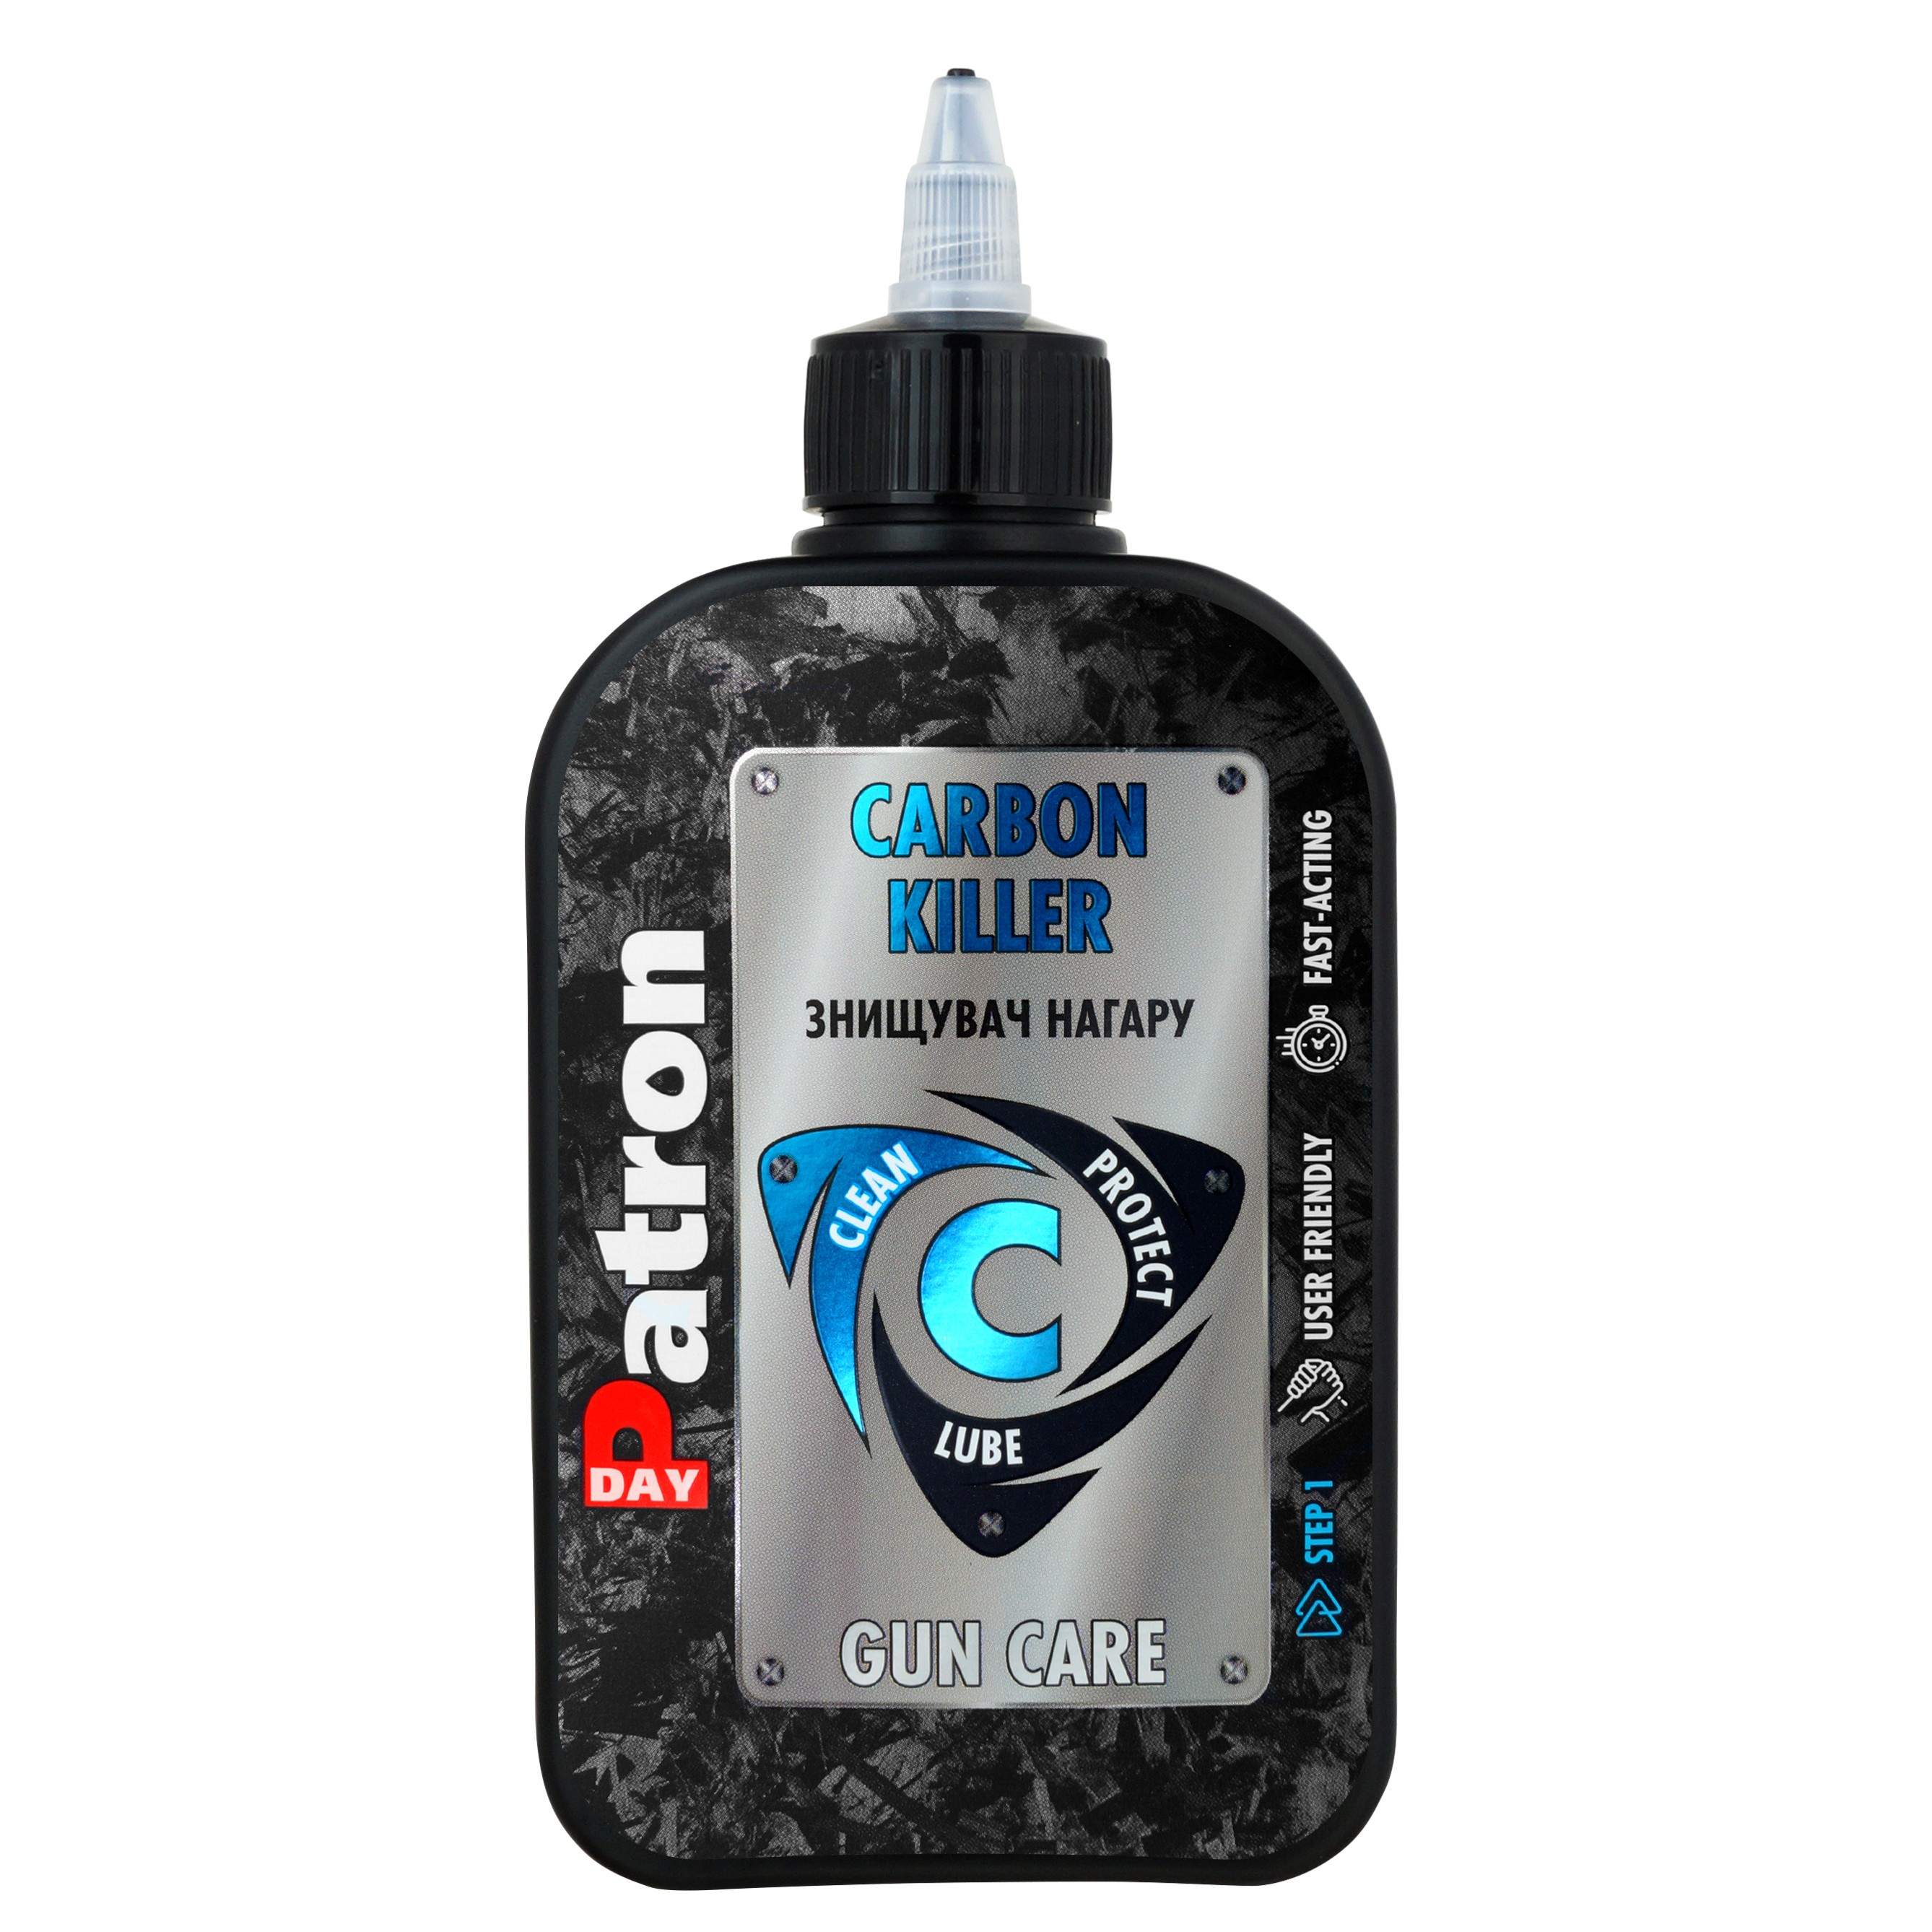 CARBON
KILLER
ЗНИЩУВАЧ НАГАРУ
CLEAN
PROTECT
C
LUBE
GUN CARE
Patron
DAY
STEP 1
USER FRIENDLY
FAST-ACTING